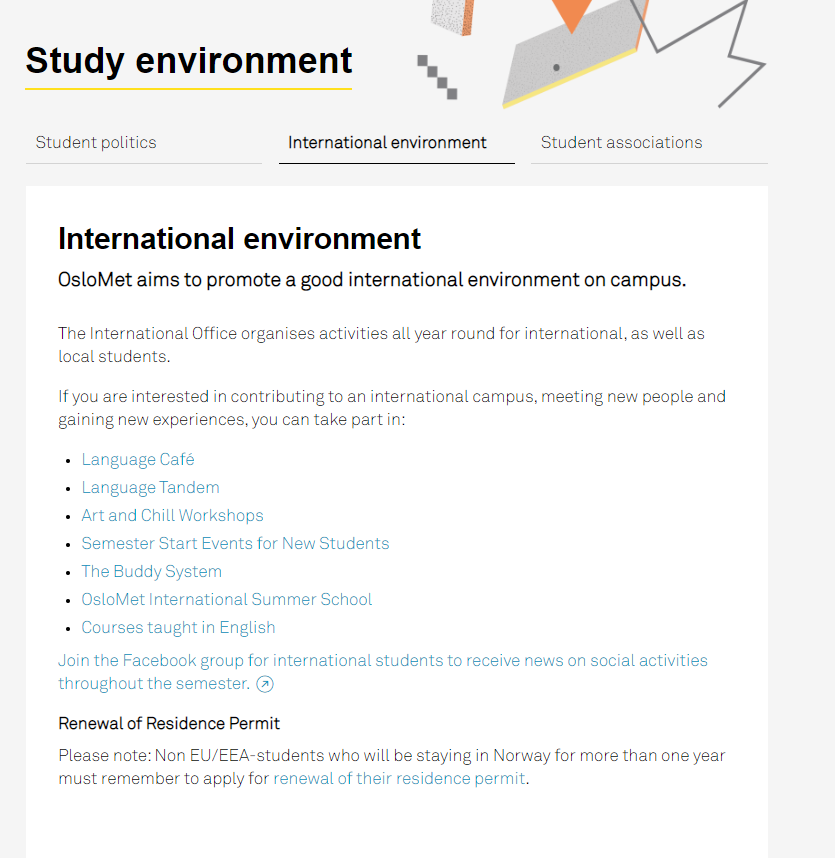 Study environment
Student politics
International environment
Student associations
International environment
OsloMet aims to promote a good international environment on campus.
The International Office organises activities all year round for international, as well as
local students.
If you are interested in contributing to an international campus, meeting new people and
gaining new experiences, you can take part in:
Language Café
Language Tandem
Art and Chill Workshops
Semester Start Events for New Students
The Buddy System
OsloMet International Summer School
Courses taught in English
Join the Facebook group for international students to receive news on social activities
throughout the semester.
Renewal of Residence Permit
Please note: Non EU/EEA-students who will be staying in Norway for more than one year
must remember to apply for renewal of their residence permit.